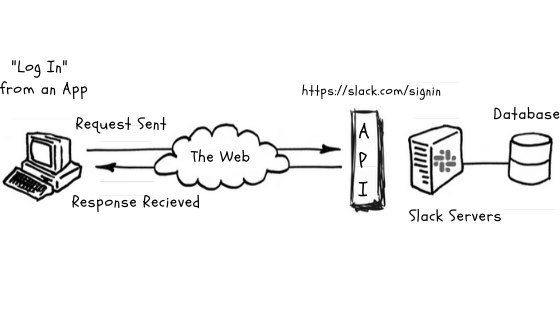 "Log In"
from an App
https://slack.com/signin
Request Sent
Database
The Web
A
P
I
Response Recieved
Slack Servers